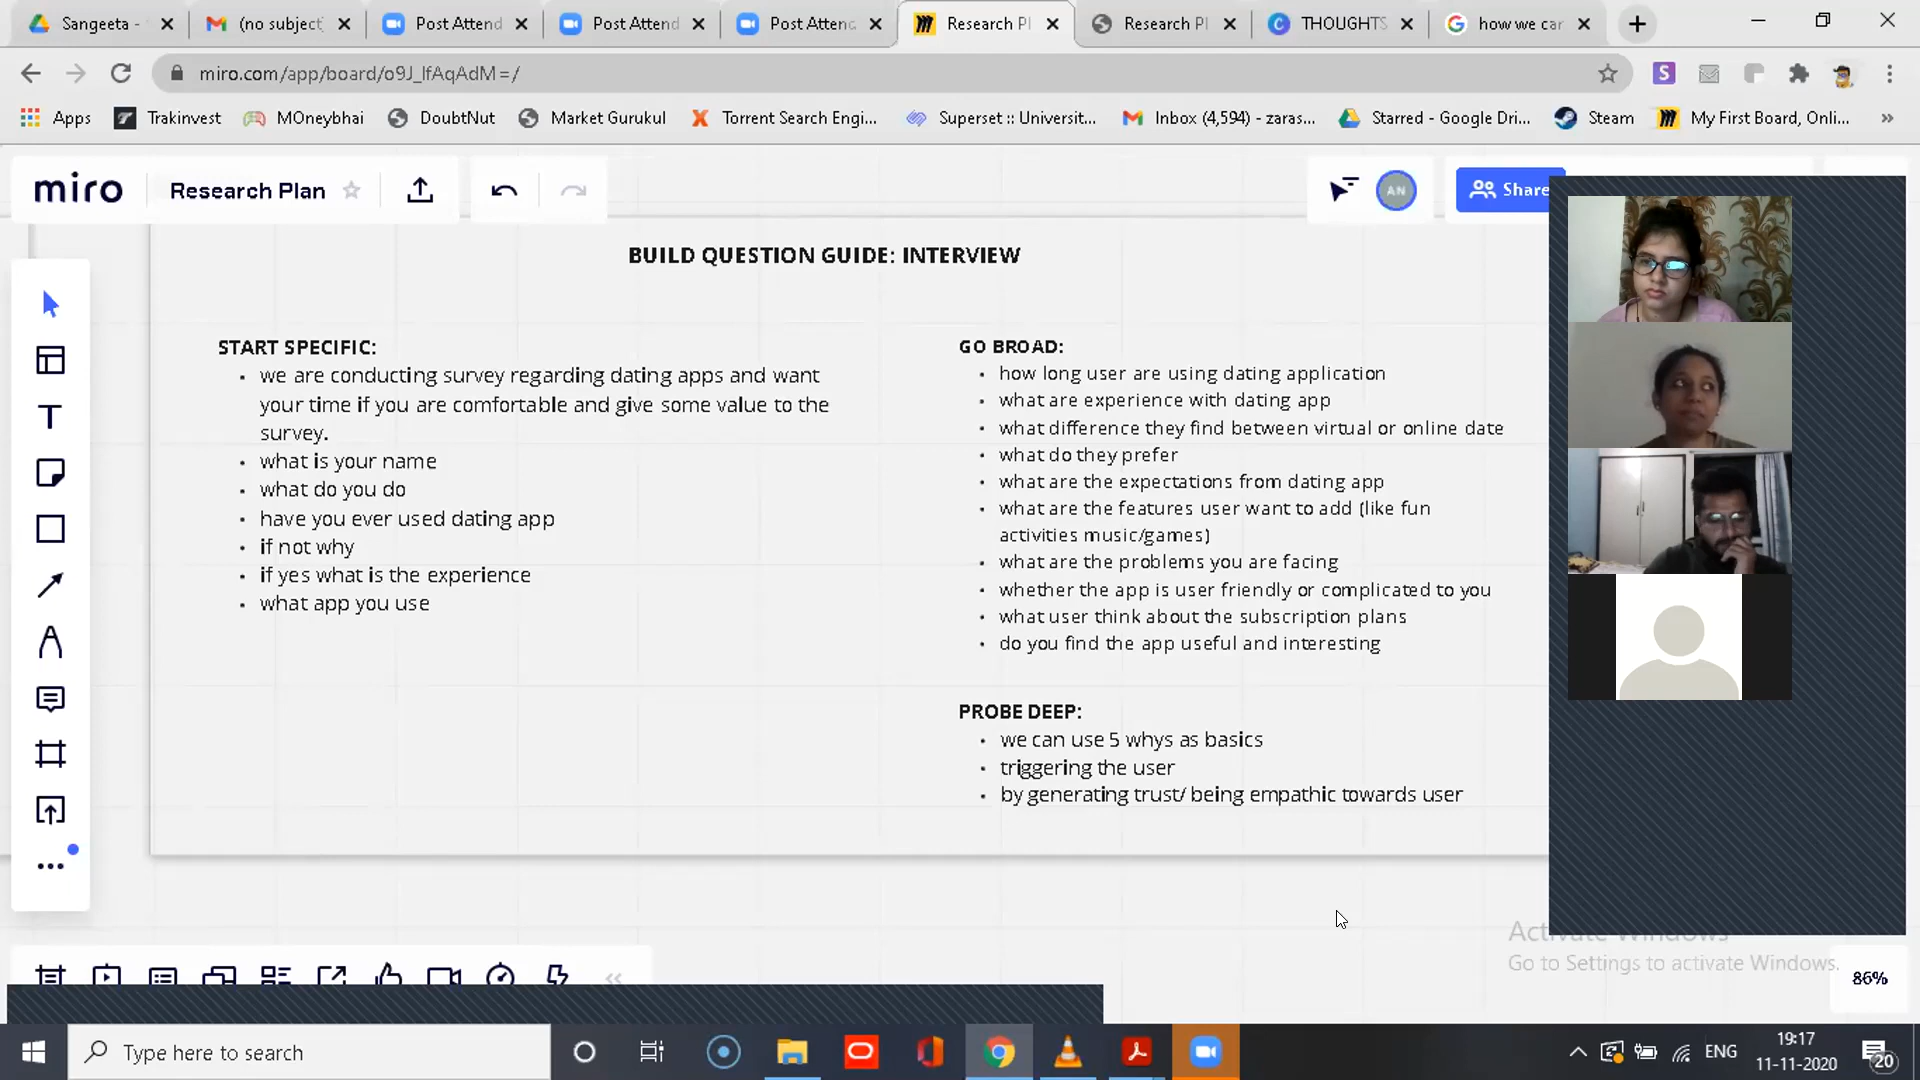 Sangeeta -
(no subject
Post Attend
Post Attend
Post Attend
Research Pl
Research Pl
THOUGHTS
how we car
miro.com/app/board/o9J_lfAqAdM=/
Apps
Trakinvest
MOneybhai
DoubtNut
Market Gurukul
Torrent Search Engi...
Superset :: Universit...
Inbox (4,594) - zaras...
Starred - Google Dri...
Steam
My First Board, Onli...
miro
Research Plan
AN
Share
BUILD QUESTION GUIDE: INTERVIEW
START SPECIFIC:
• we are conducting survey regarding dating apps and want
your time if you are comfortable and give some value to the
survey.
• what is your name
• what do you do
• have you ever used dating app
• if not why
• if yes what is the experience
• what app you use
GO BROAD:
• how long user are using dating application
• what are experience with dating app
• what difference they find between virtual or online date
• what do they prefer
• what are the expectations from dating app
• what are the features user want to add (like fun
activities music/games)
• what are the problems you are facing
• whether the app is user friendly or complicated to you
• what user think about the subscription plans
• do you find the app useful and interesting
PROBE DEEP:
• we can use 5 whys as basics
• triggering the user
• by generating trust/ being empathic towards user
Activate Windows
Go to Settings to activate Windows.
86%
Type here to search
ENG
19:17
11-11-2020
20